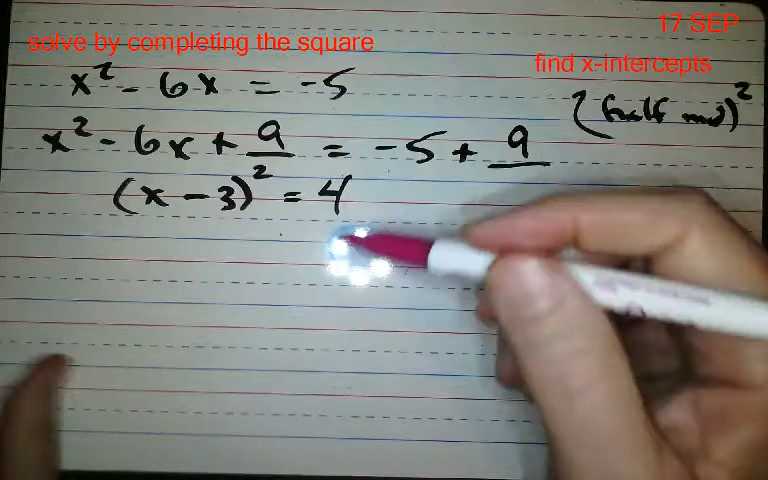 17 SEP
solve by completing the square
find x-intercepts
x² - 6x = -5
(half mid)²
x² - 6x + 9 = -5 + 9
(x - 3)² = 4